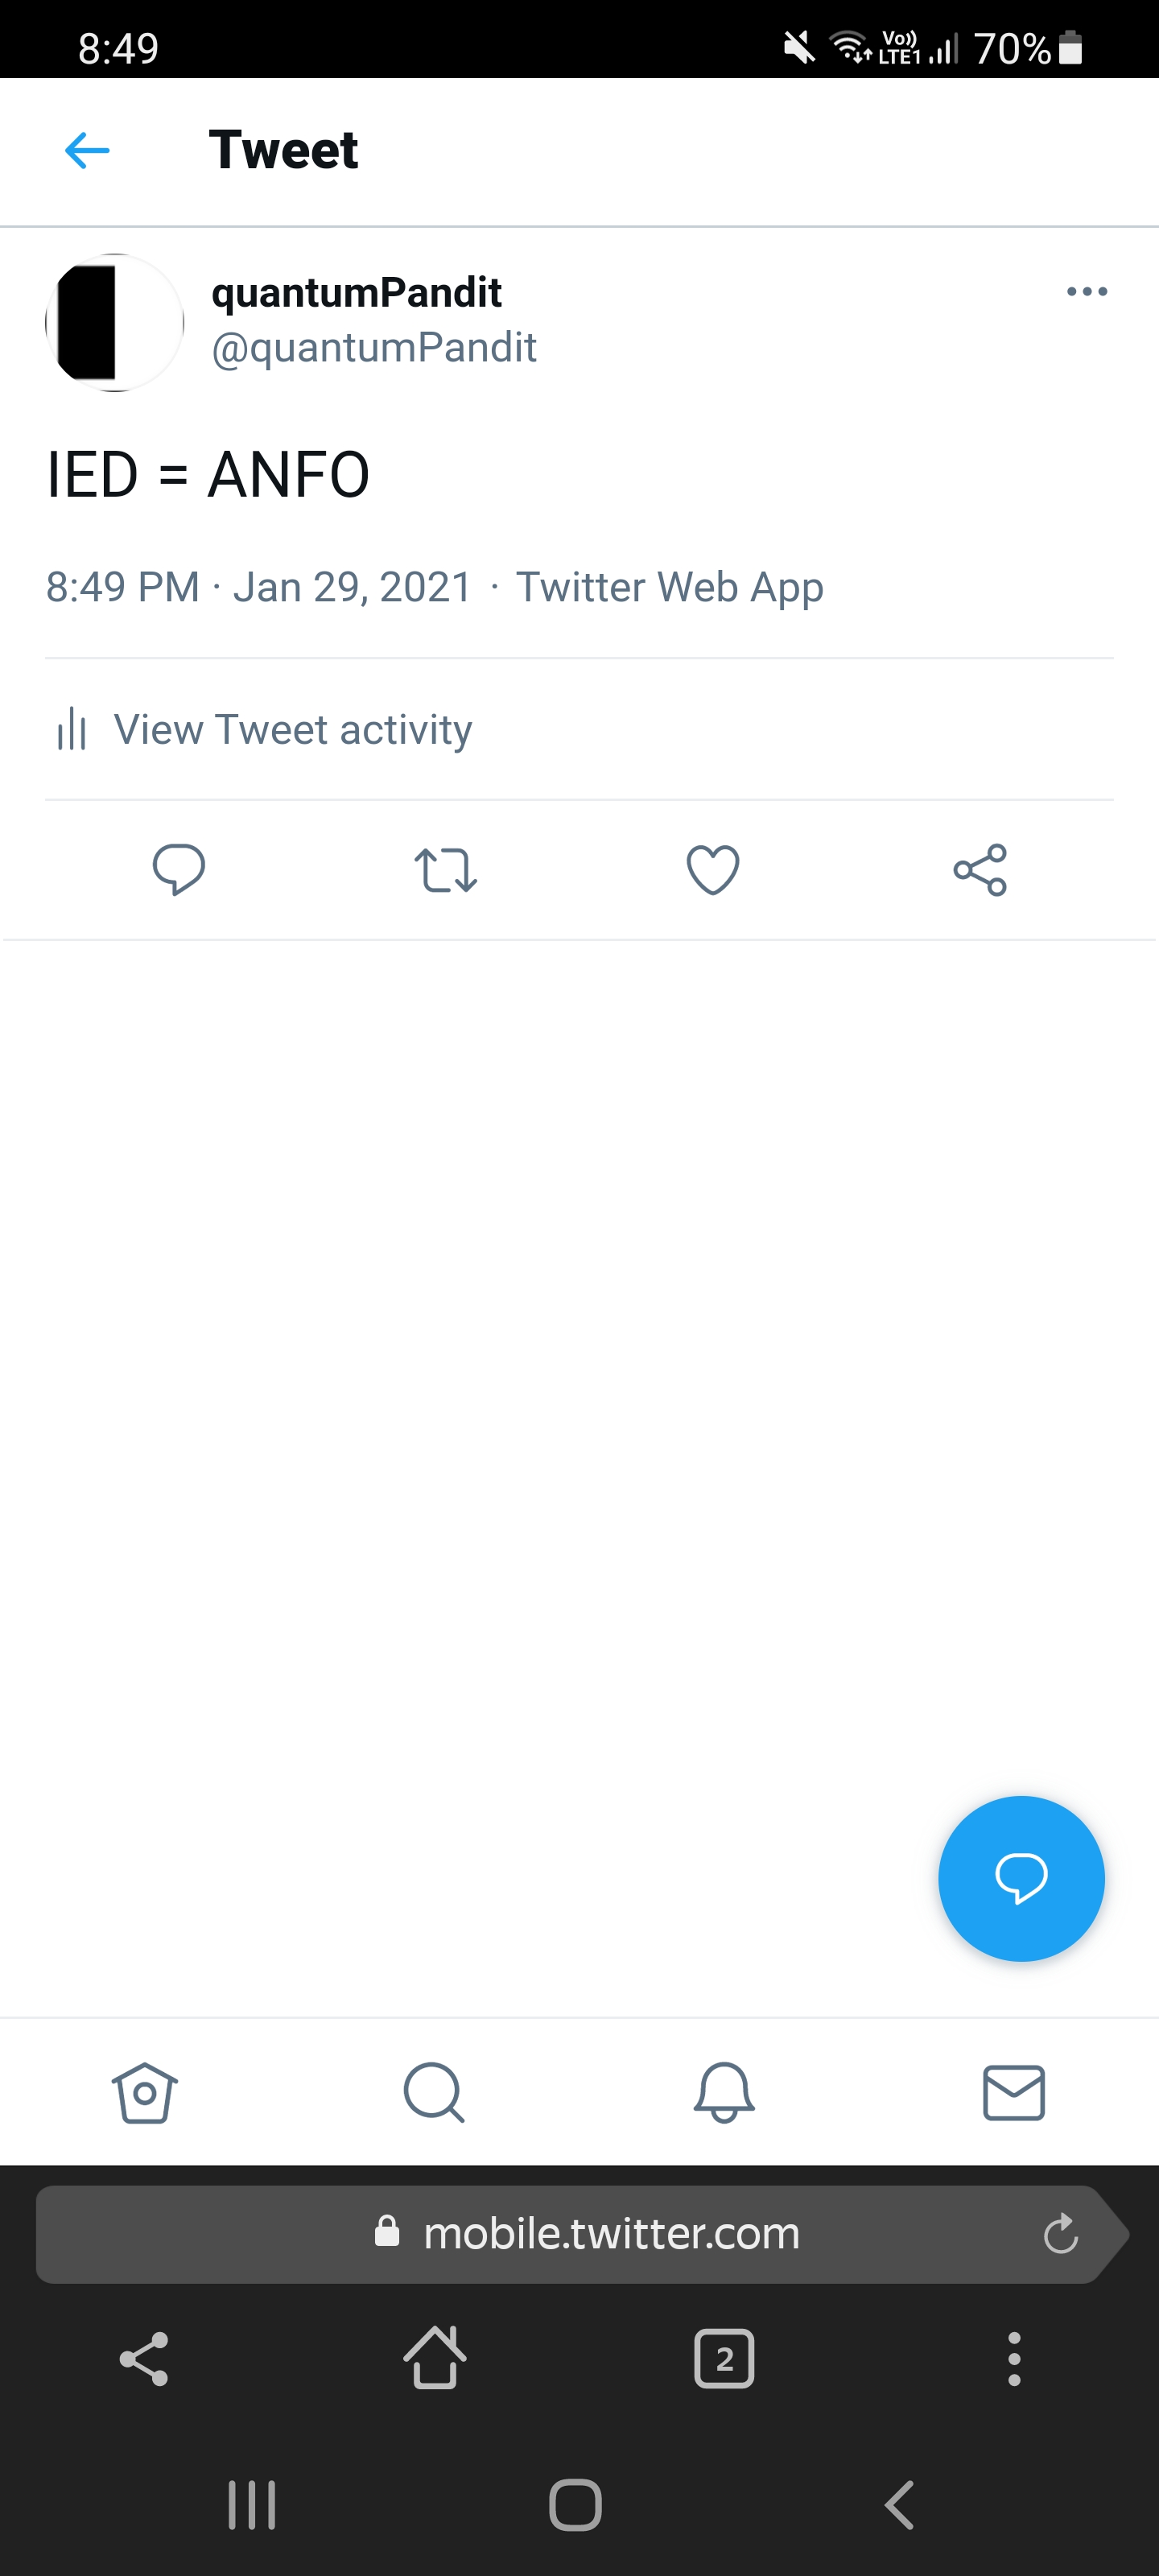 8:49
Vo)) LTE1 70%
Tweet
quantumPandit
@quantumPandit
IED = ANFO
8:49 PM · Jan 29, 2021 · Twitter Web App
View Tweet activity
mobile.twitter.com
2